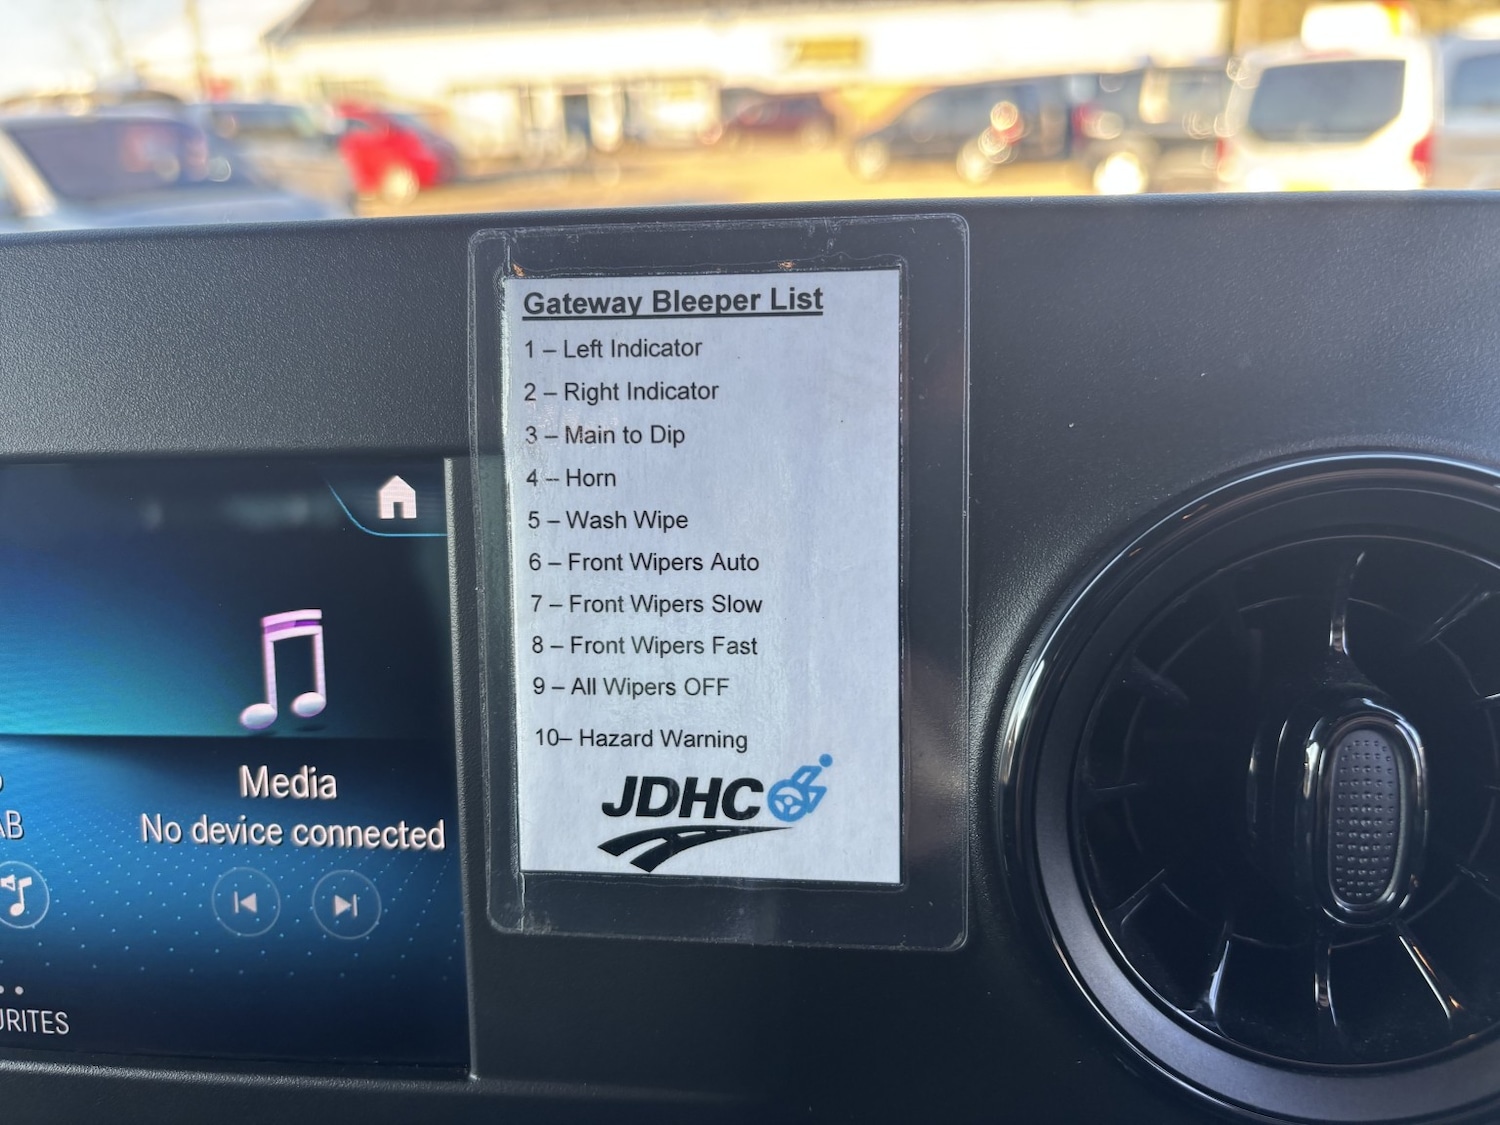 Gateway Bleeper List
1 – Left Indicator
2 – Right Indicator
3 – Main to Dip
4 – Horn
5 – Wash Wipe
6 – Front Wipers Auto
7 – Front Wipers Slow
8 – Front Wipers Fast
9 – All Wipers OFF
10– Hazard Warning
JDHC
Media
No device connected